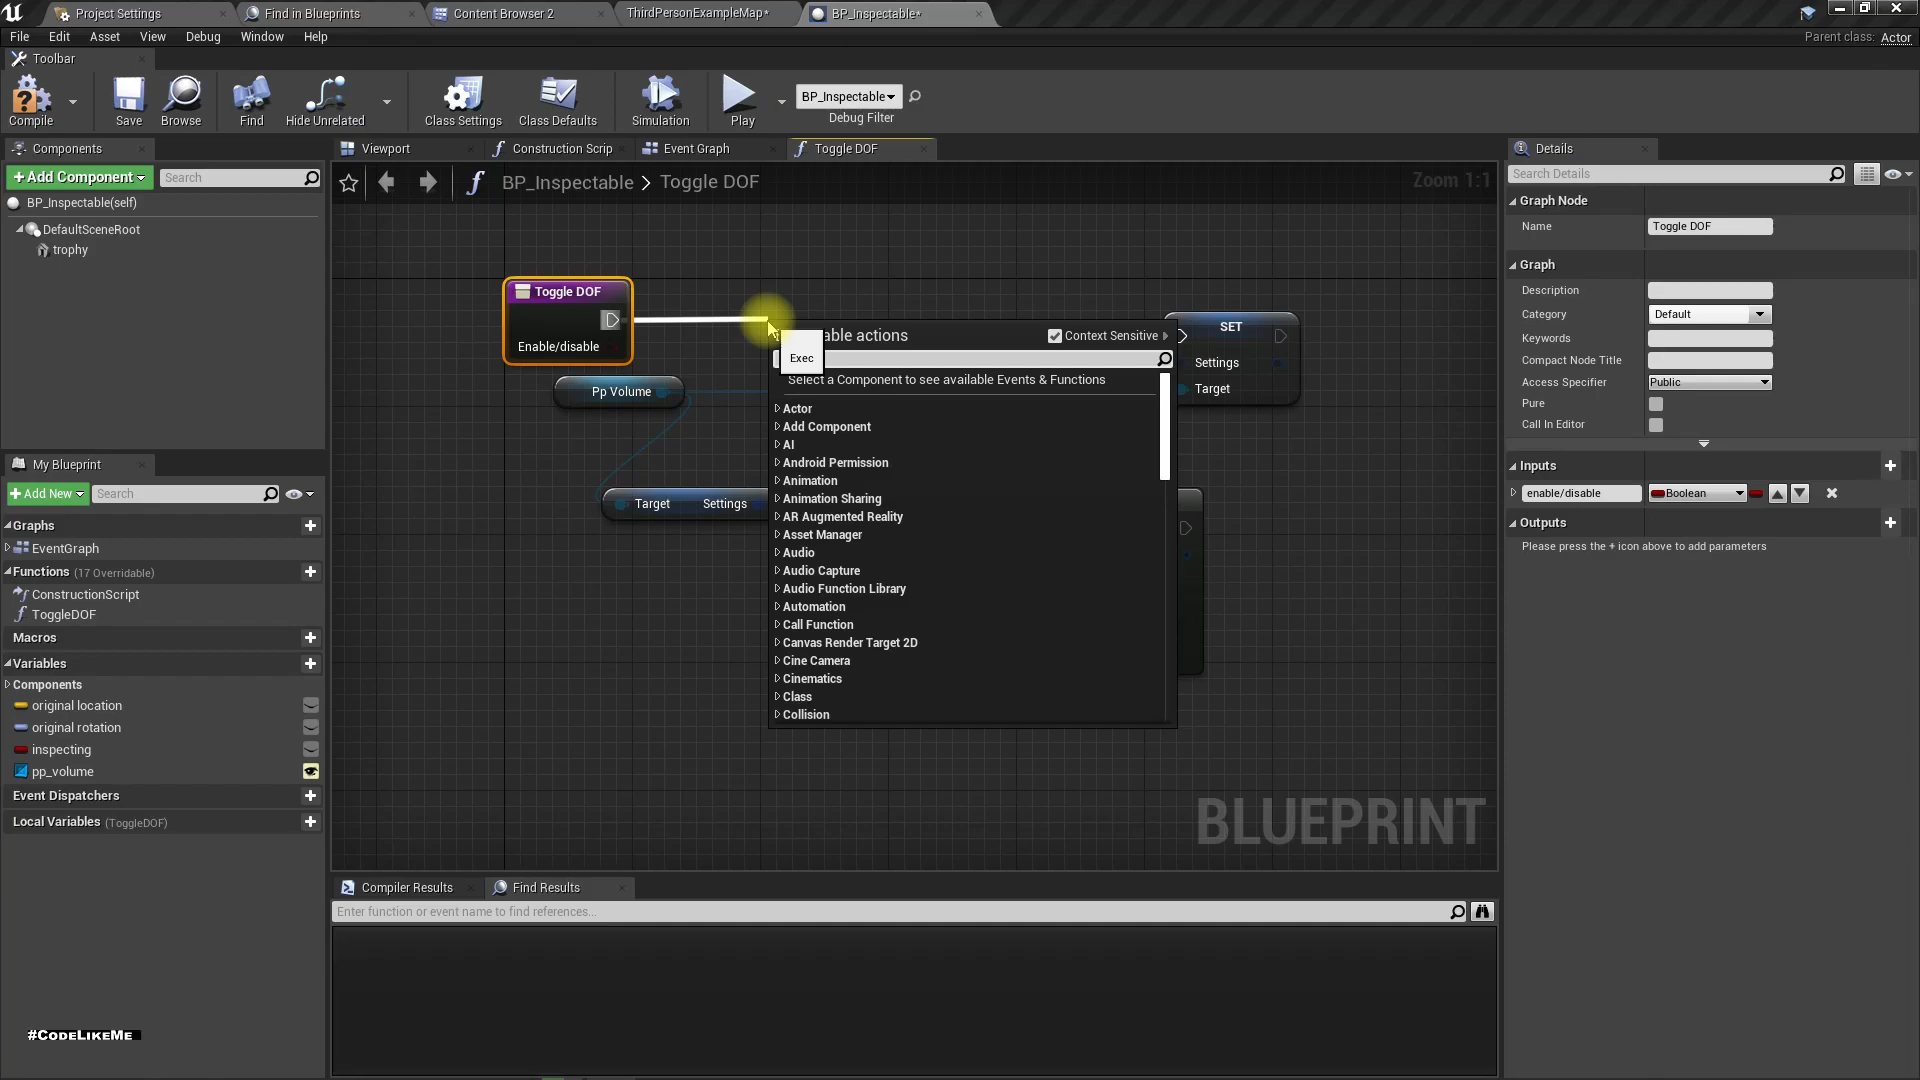 Project Settings
Find in Blueprints
Content Browser 2
ThirdPersonExampleMap*
BP_Inspectable*
File Edit Asset View Debug Window Help
Parent class: Actor
Toolbar
Compile
Save
Browse
Find
Hide Unrelated
Class Settings
Class Defaults
Simulation
Play
BP_Inspectable
Debug Filter
Components
+Add Component
Search
BP_Inspectable(self)
DefaultSceneRoot
trophy
My Blueprint
+Add New
Search
Graphs
EventGraph
Functions (17 Overridable)
ConstructionScript
ToggleDOF
Macros
Variables
Components
original location
original rotation
inspecting
pp_volume
Event Dispatchers
Local Variables (ToggleDOF)
#CodeLikeMe
Viewport
Construction Scrip
Event Graph
Toggle DOF
BP_Inspectable > Toggle DOF
Zoom 1:1
Toggle DOF
Enable/disable
Pp Volume
Target Settings
able actions
Context Sensitive
Exec
Select a Component to see available Events & Functions
Actor
Add Component
AI
Android Permission
Animation
Animation Sharing
AR Augmented Reality
Asset Manager
Audio
Audio Capture
Audio Function Library
Automation
Call Function
Canvas Render Target 2D
Cine Camera
Cinematics
Class
Collision
SET
Settings
Target
BLUEPRINT
Compiler Results
Find Results
Enter function or event name to find references...
Details
Search Details
Graph Node
Name Toggle DOF
Graph
Description
Category Default
Keywords
Compact Node Title
Access Specifier Public
Pure
Call In Editor
Inputs
enable/disable Boolean
Outputs
Please press the + icon above to add parameters